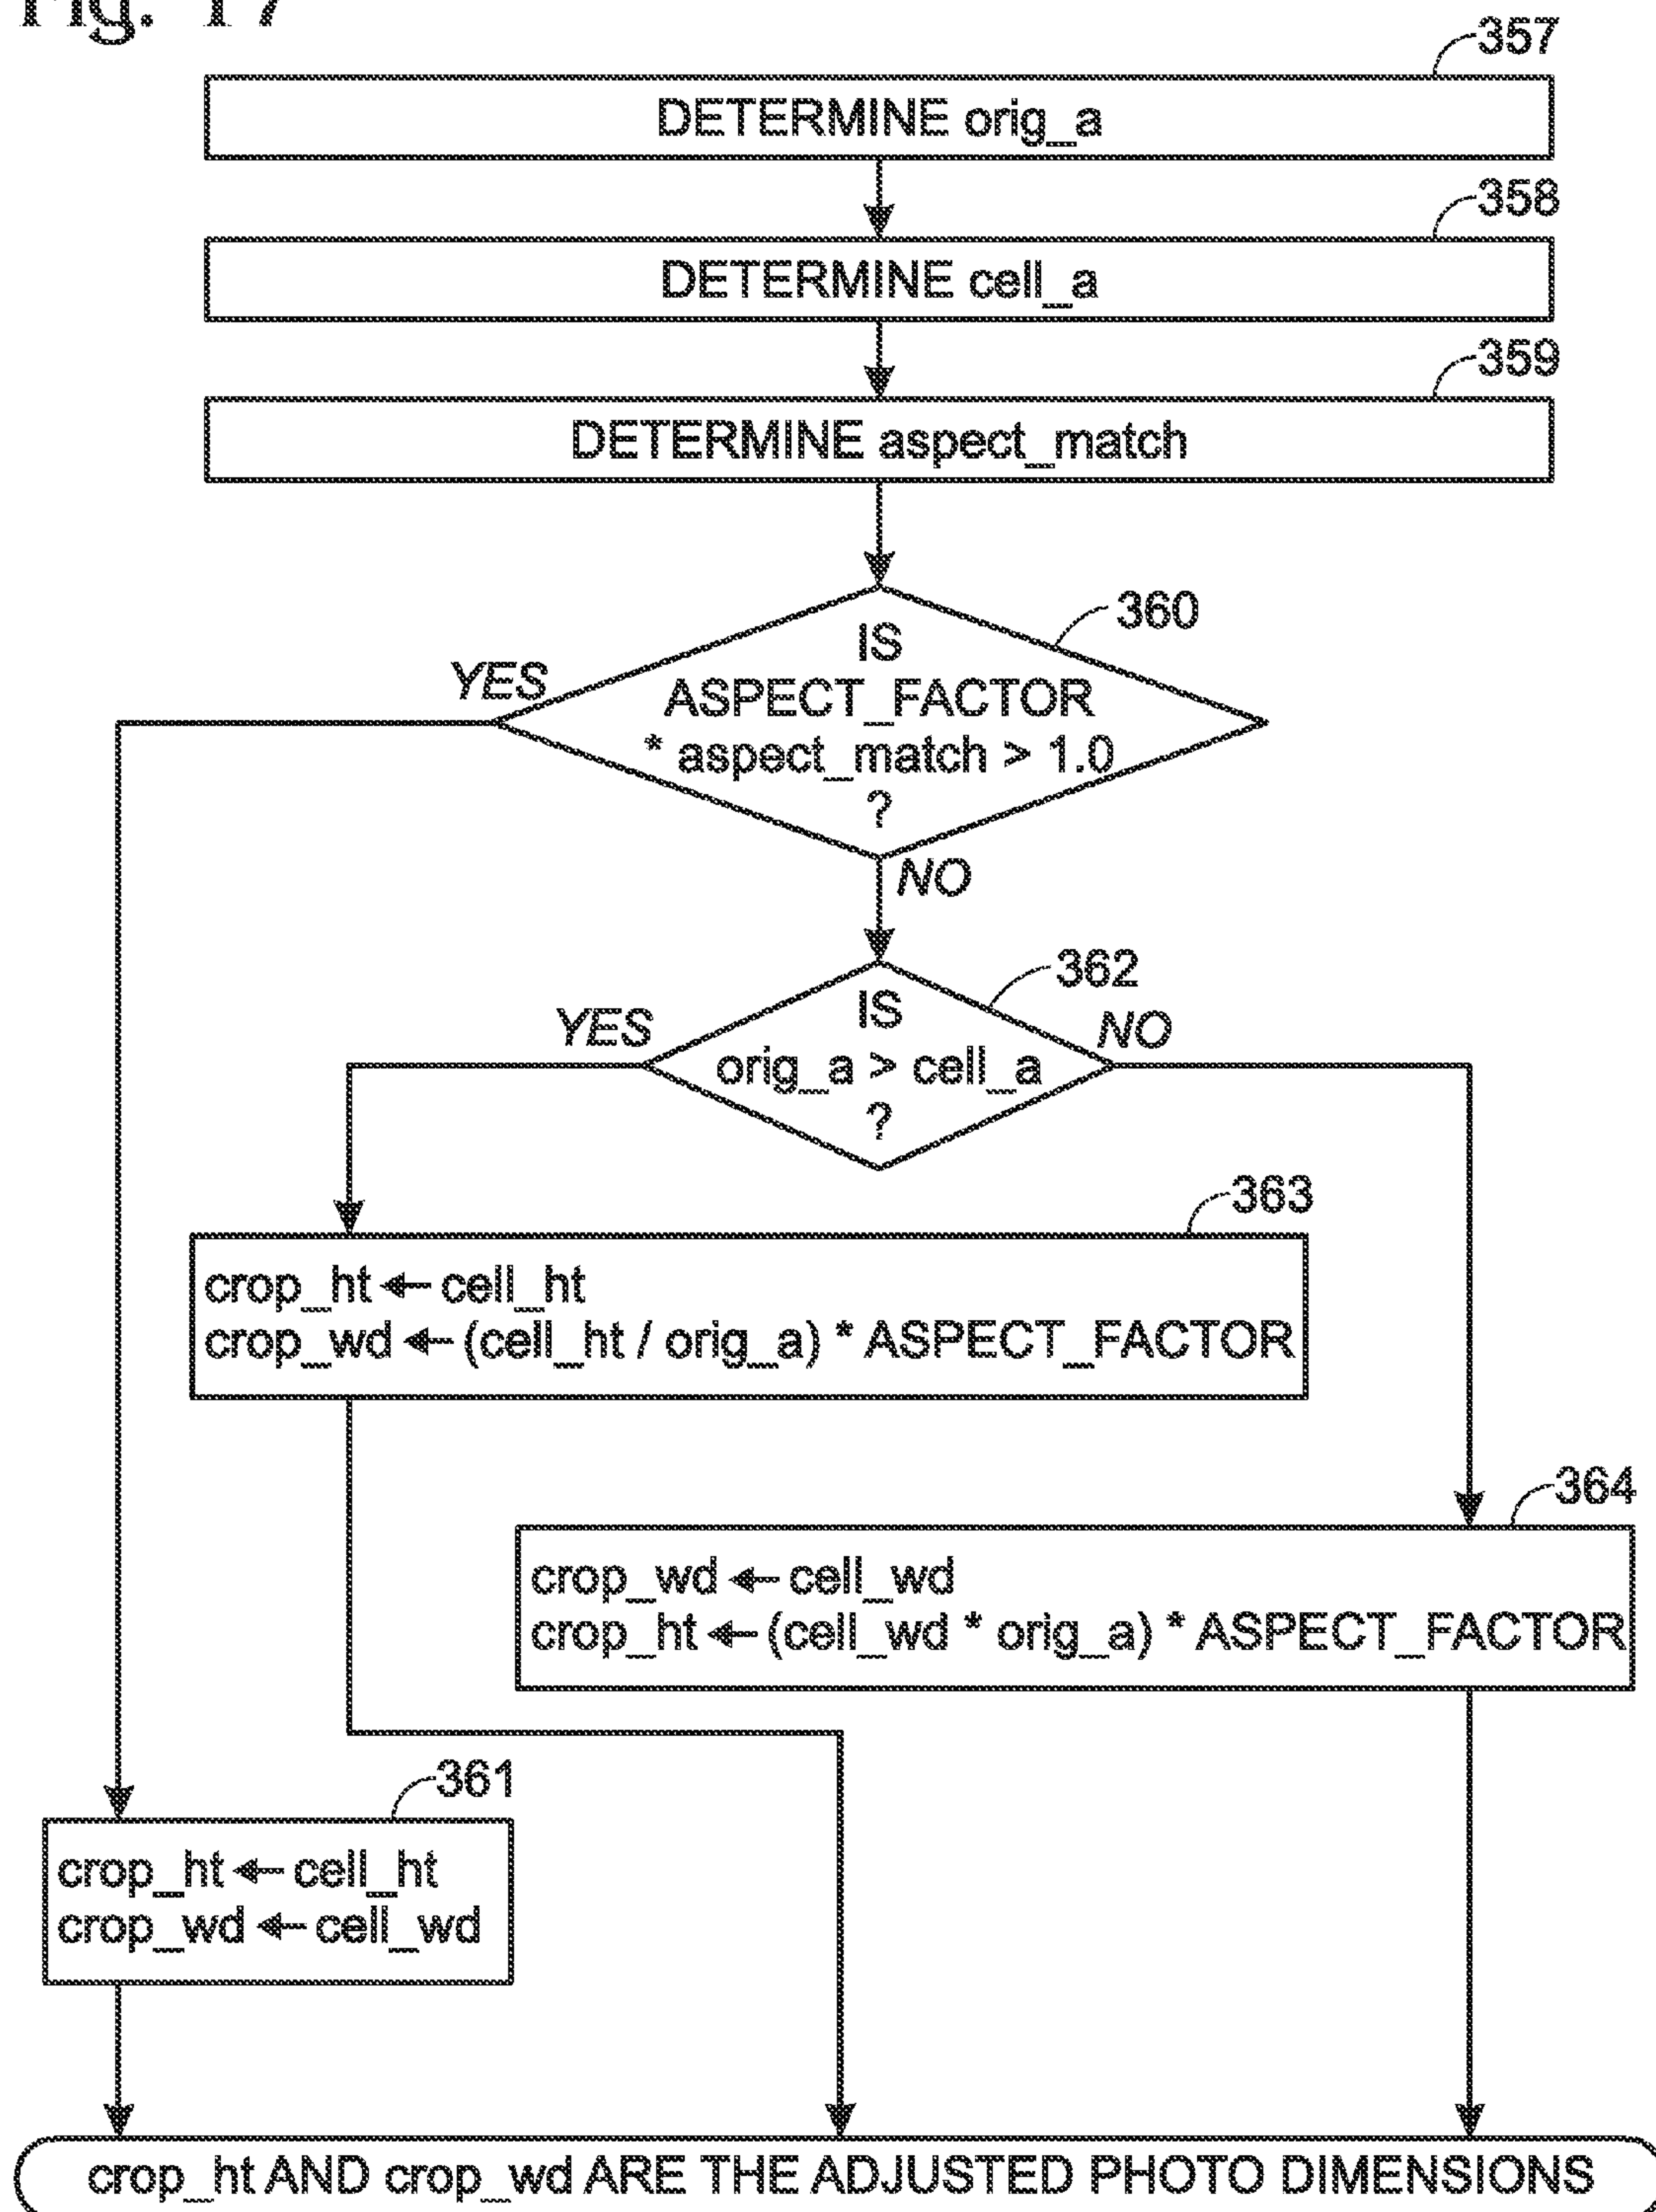 Fig. 17
357
DETERMINE orig_a
358
DETERMINE cell_a
359
DETERMINE aspect_match
360
IS
ASPECT_FACTOR
* aspect_match > 1.0
?
YES
NO
362
IS
orig_a > cell_a
?
YES
NO
363
crop_ht ← cell_ht
crop_wd ← (cell_ht / orig_a) * ASPECT_FACTOR
364
crop_wd ← cell_wd
crop_ht ← (cell_wd * orig_a) * ASPECT_FACTOR
361
crop_ht ← cell_ht
crop_wd ← cell_wd
crop_ht AND crop_wd ARE THE ADJUSTED PHOTO DIMENSIONS